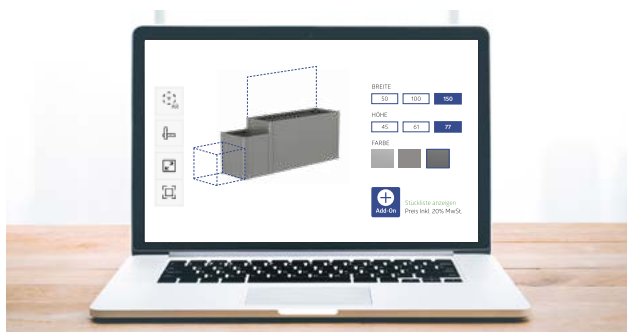 BREITE
50 100 150
HÖHE
45 61 77
FARBE
Add-On
Stückliste anzeigen
Preis Inkl. 20% MwSt.